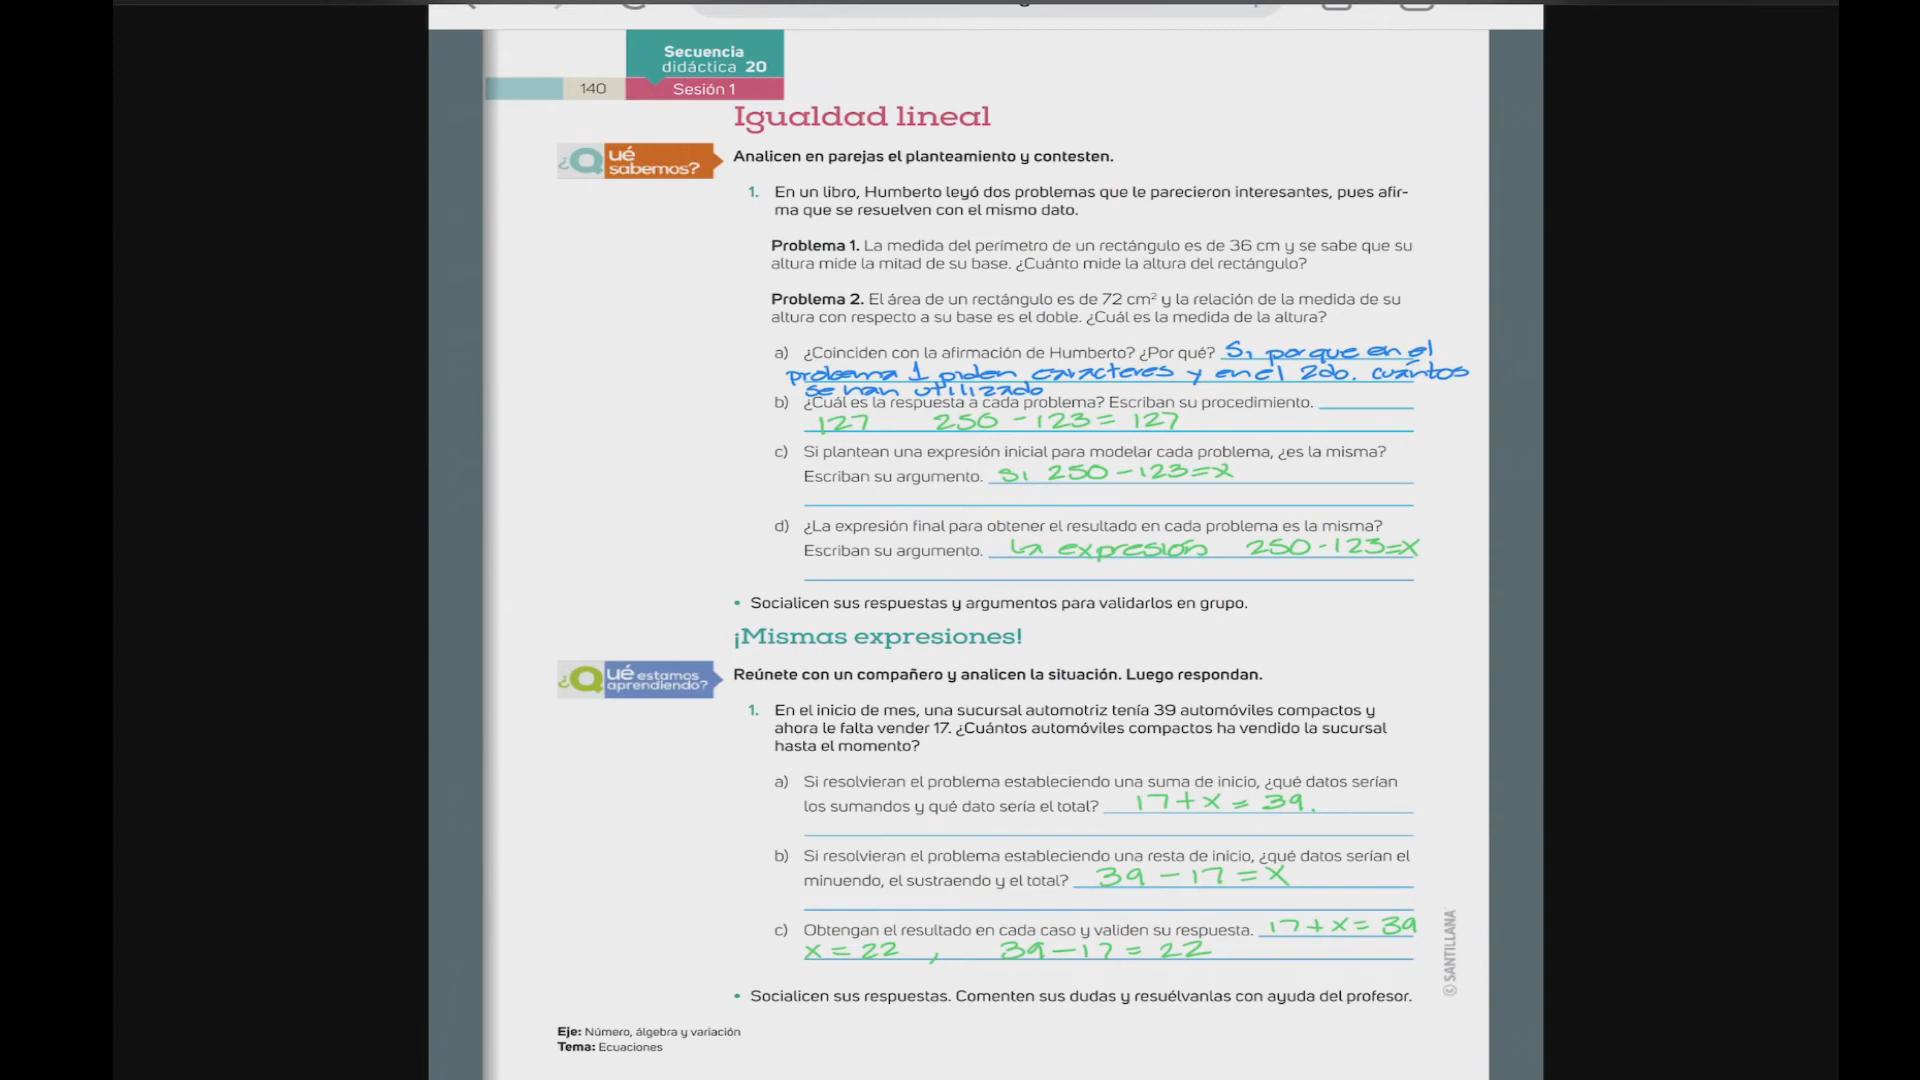 Secuencia
didáctica 20
140
Sesión 1
Igualdad lineal
¿Qué
sabemos?
Analicen en parejas el planteamiento y contesten.
1. En un libro, Humberto leyó dos problemas que le parecieron interesantes, pues afir-
ma que se resuelven con el mismo dato.
Problema 1. La medida del perímetro de un rectángulo es de 36 cm y se sabe que su
altura mide la mitad de su base. ¿Cuánto mide la altura del rectángulo?
Problema 2. El área de un rectángulo es de 72 cm² y la relación de la medida de su
altura con respecto a su base es el doble. ¿Cuál es la medida de la altura?
a) ¿Coinciden con la afirmación de Humberto? ¿Por qué? Si porque en el
problema 1 piden caracteres y en el 2do. cuántos
se han utilizado
b) ¿Cuál es la respuesta a cada problema? Escriban su procedimiento.
127 250 - 123 = 127
c) Si plantean una expresión inicial para modelar cada problema, ¿es la misma?
Escriban su argumento. Si 250 - 123 = x
d) ¿La expresión final para obtener el resultado en cada problema es la misma?
Escriban su argumento. La expresión 250 - 123 = x
• Socialicen sus respuestas y argumentos para validarlos en grupo.
¡Mismas expresiones!
¿Qué estamos
aprendiendo?
Reúnete con un compañero y analicen la situación. Luego respondan.
1. En el inicio de mes, una sucursal automotriz tenía 39 automóviles compactos y
ahora le falta vender 17. ¿Cuántos automóviles compactos ha vendido la sucursal
hasta el momento?
a) Si resolvieran el problema estableciendo una suma de inicio, ¿qué datos serían
los sumandos y qué dato sería el total? 17 + x = 39.
b) Si resolvieran el problema estableciendo una resta de inicio, ¿qué datos serían el
minuendo, el sustraendo y el total? 39 - 17 = x
c) Obtengan el resultado en cada caso y validen su respuesta. 17 + x = 39
x = 22 , 39 - 17 = 22
• Socialicen sus respuestas. Comenten sus dudas y resuélvanlas con ayuda del profesor.
© SANTILLANA
Eje: Número, álgebra y variación
Tema: Ecuaciones